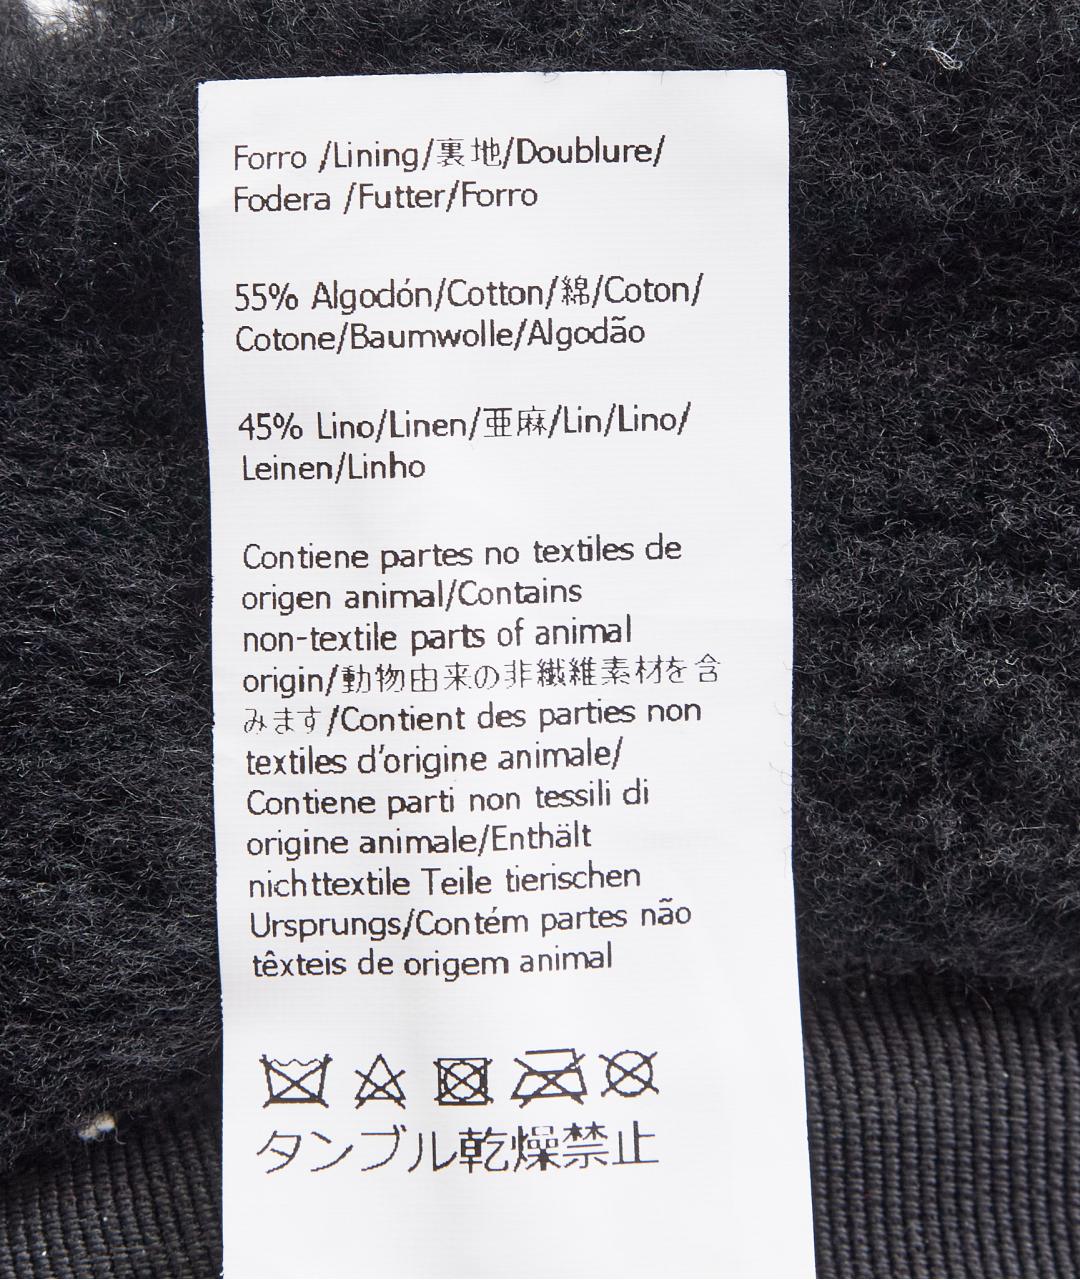 Forro /Lining/裏地/Doublure/
Fodera /Futter/Forro
55% Algodón/Cotton/綿/Coton/
Cotone/Baumwolle/Algodão
45% Lino/Linen/亜麻/Lin/Lino/
Leinen/Linho
Contiene partes no textiles de
origen animal/Contains
non-textile parts of animal
origin/動物由来の非繊維素材を含
みます/Contient des parties non
textiles d'origine animale/
Contiene parti non tessili di
origine animale/Enthält
nichttextile Teile tierischen
Ursprungs/Contém partes não
têxteis de origem animal
タンブル乾燥禁止